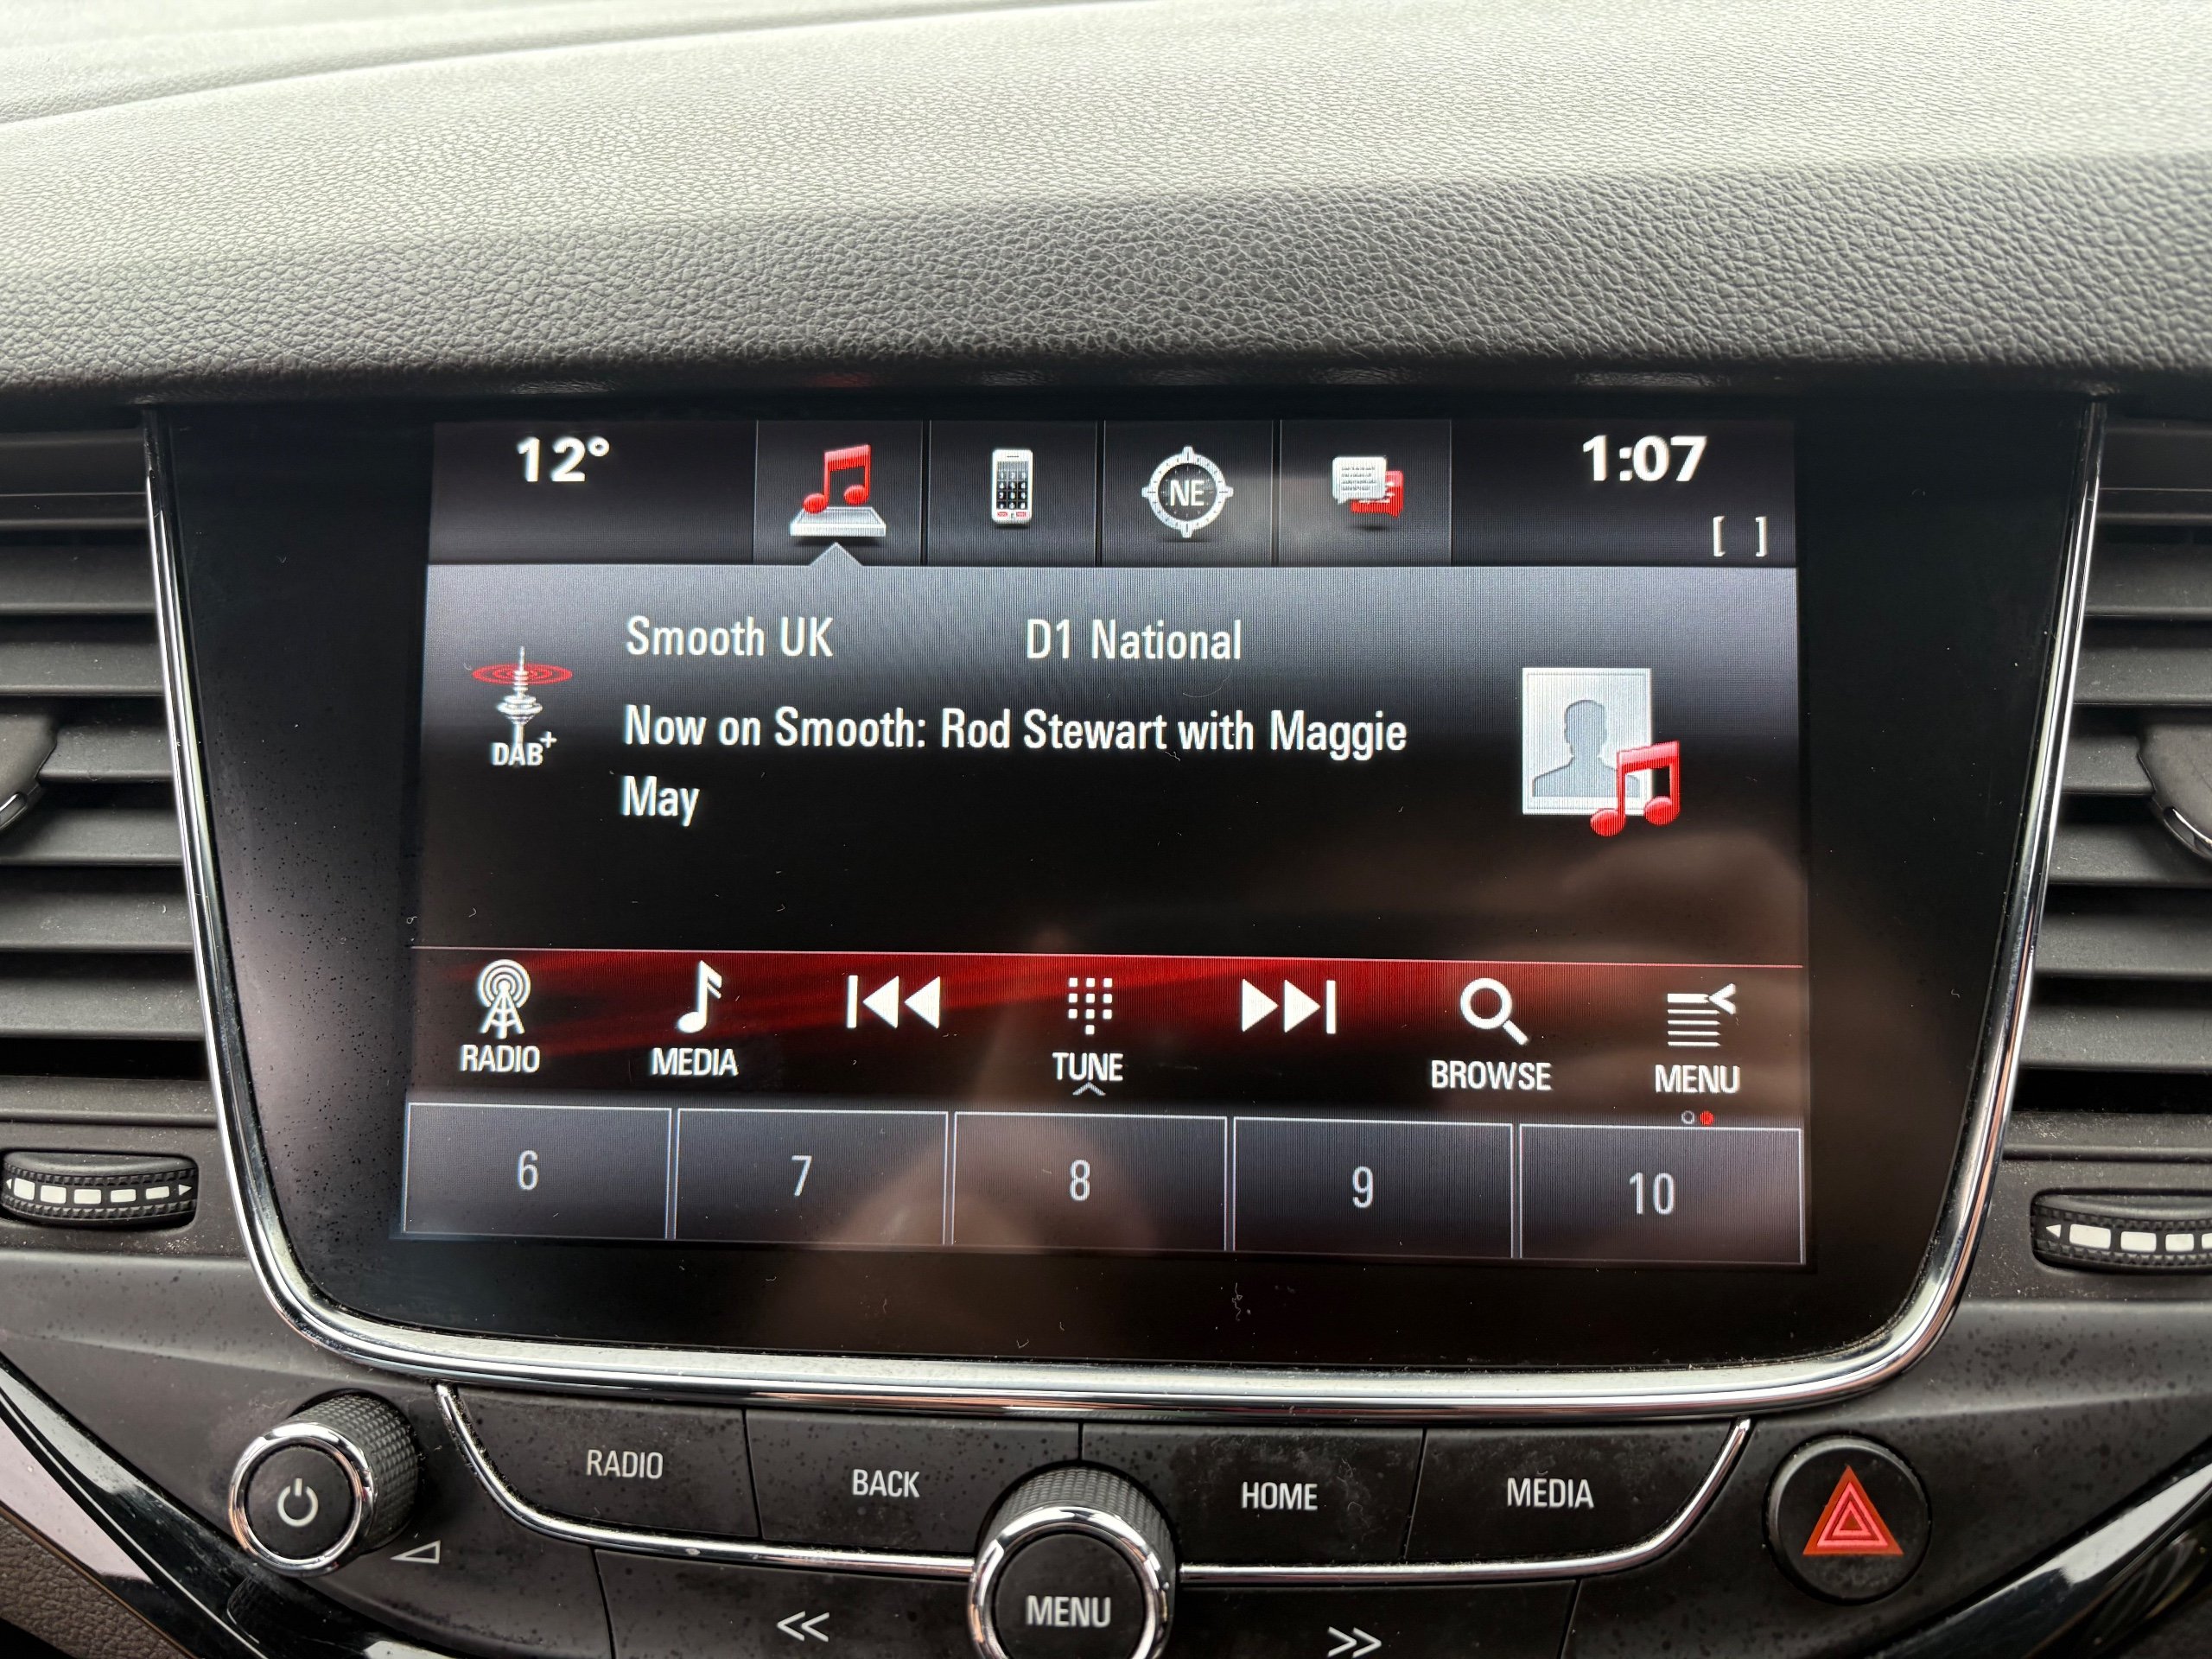 12°
NE
1:07
[ ]
Smooth UK
D1 National
DAB+
Now on Smooth: Rod Stewart with Maggie
May
RADIO
MEDIA
TUNE
BROWSE
MENU
6
7
8
9
10
RADIO
BACK
HOME
MEDIA
MENU